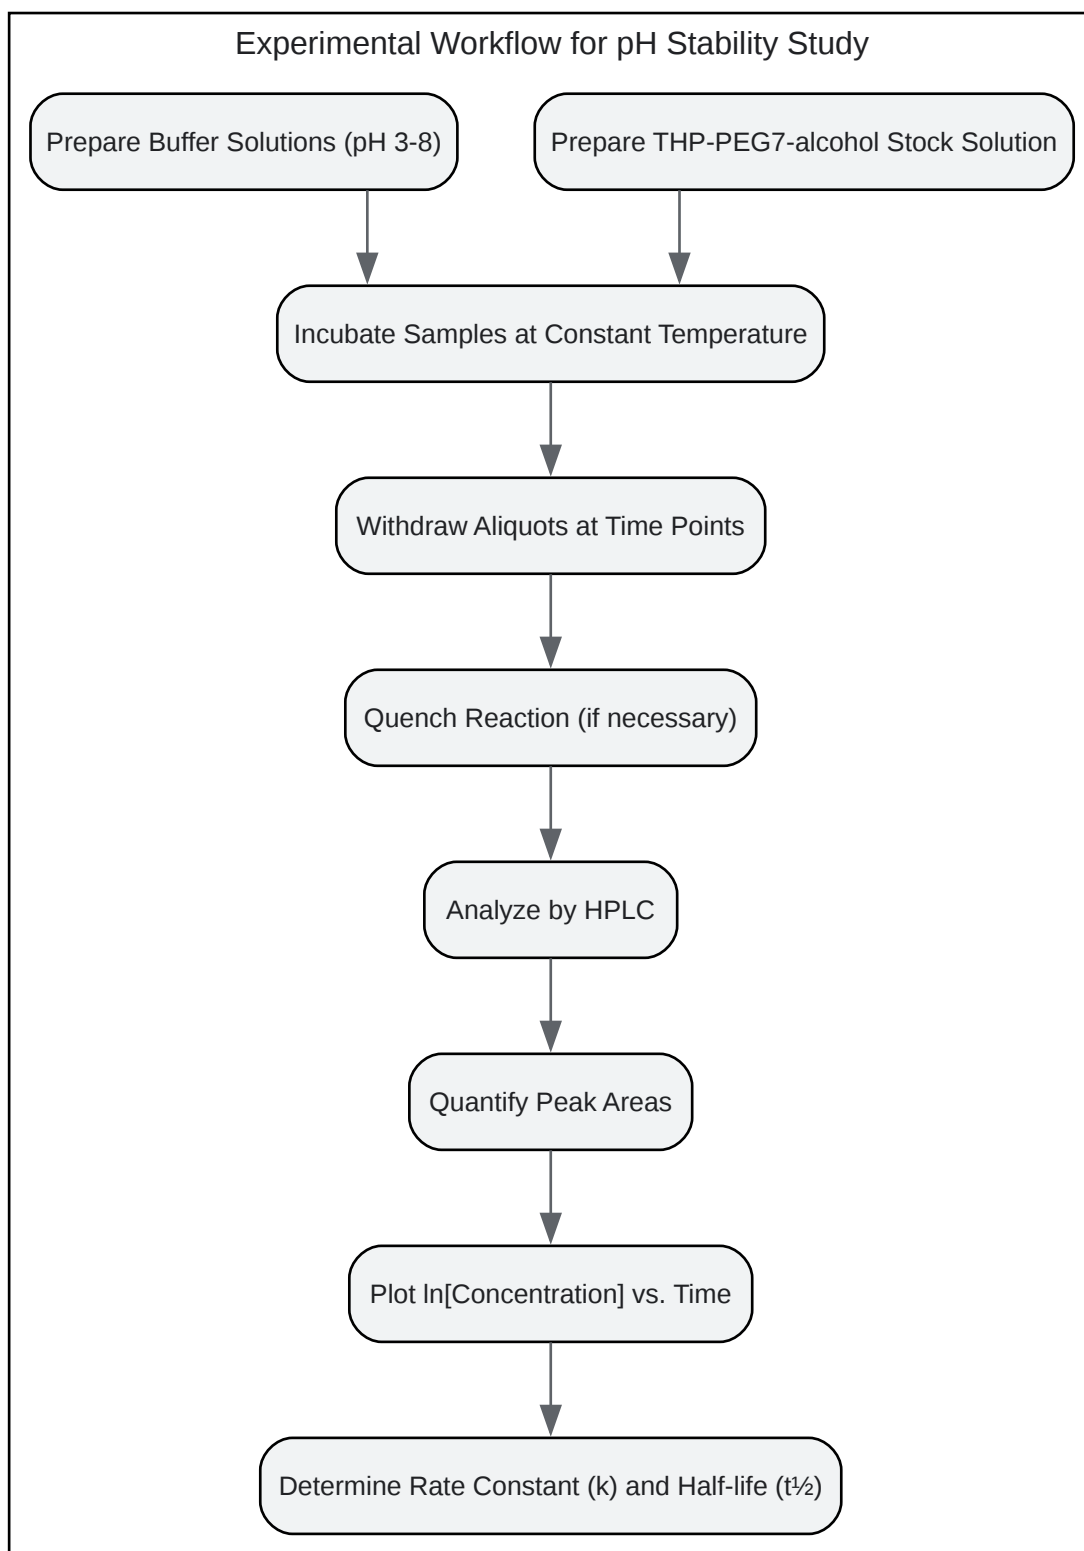 Experimental Workflow for pH Stability Study
Prepare Buffer Solutions (pH 3-8)
Prepare THP-PEG7-alcohol Stock Solution
Incubate Samples at Constant Temperature
Withdraw Aliquots at Time Points
Quench Reaction (if necessary)
Analyze by HPLC
Quantify Peak Areas
Plot ln[Concentration] vs. Time
Determine Rate Constant (k) and Half-life (t½)